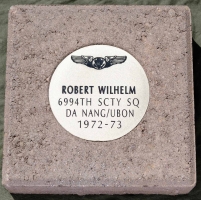 ROBERT WILHELM
6994TH SCTY SQ
DA NANG/UBON
1972-73